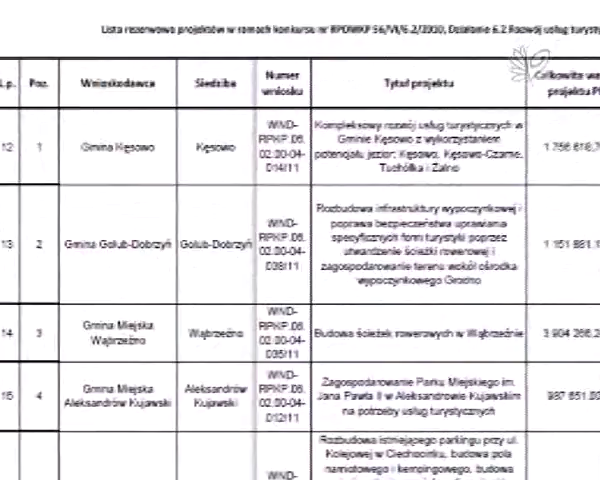 Lista rezerwowa projektów w ramach konkursu nr RPOWKP 56/VI/6.2/2010, Działanie 6.2 Rozwój usług turysty
L.p. Poz. Wnioskodawca Siedziba Numer wniosku Tytuł projektu Całkowita projektu
12 1 Gmina Kęsowo Kęsowo WND-RPKP.06.02.00-04-014/11 Kompleksowy rozwój usług turystycznych w Gminie Kęsowo z wykorzystaniem potencjału jezior: Kęsowo, Kęsowo-Czarne, Tuchółka i Żalno 1 756 616,7
13 2 Gmina Golub-Dobrzyń Golub-Dobrzyń WND-RPKP.06.02.00-04-038/11 Rozbudowa infrastruktury wypoczynkowej i poprawa bezpieczeństwa uprawiania specyficznych form turystyki poprzez utwardzenie ścieżki rowerowej i zagospodarowanie terenu wokół ośrodka wypoczynkowego Grodno 1 151 881,1
14 3 Gmina Miejska Wąbrzeźno Wąbrzeźno WND-RPKP.06.02.00-04-035/11 Budowa ścieżek rowerowych w Wąbrzeźnie 3 904 266,2
15 4 Gmina Miejska Aleksandrów Kujawski Aleksandrów Kujawski WND-RPKP.06.02.00-04-012/11 Zagospodarowanie Parku Miejskiego im. Jana Pawła II w Aleksandrowie Kujawskim na potrzeby usług turystycznych 987 651,00
WND- Rozbudowa istniejącego parkingu przy ul. Kolejowej w Ciechocinku, budowa pola namiotowego i kempingowego, budowa